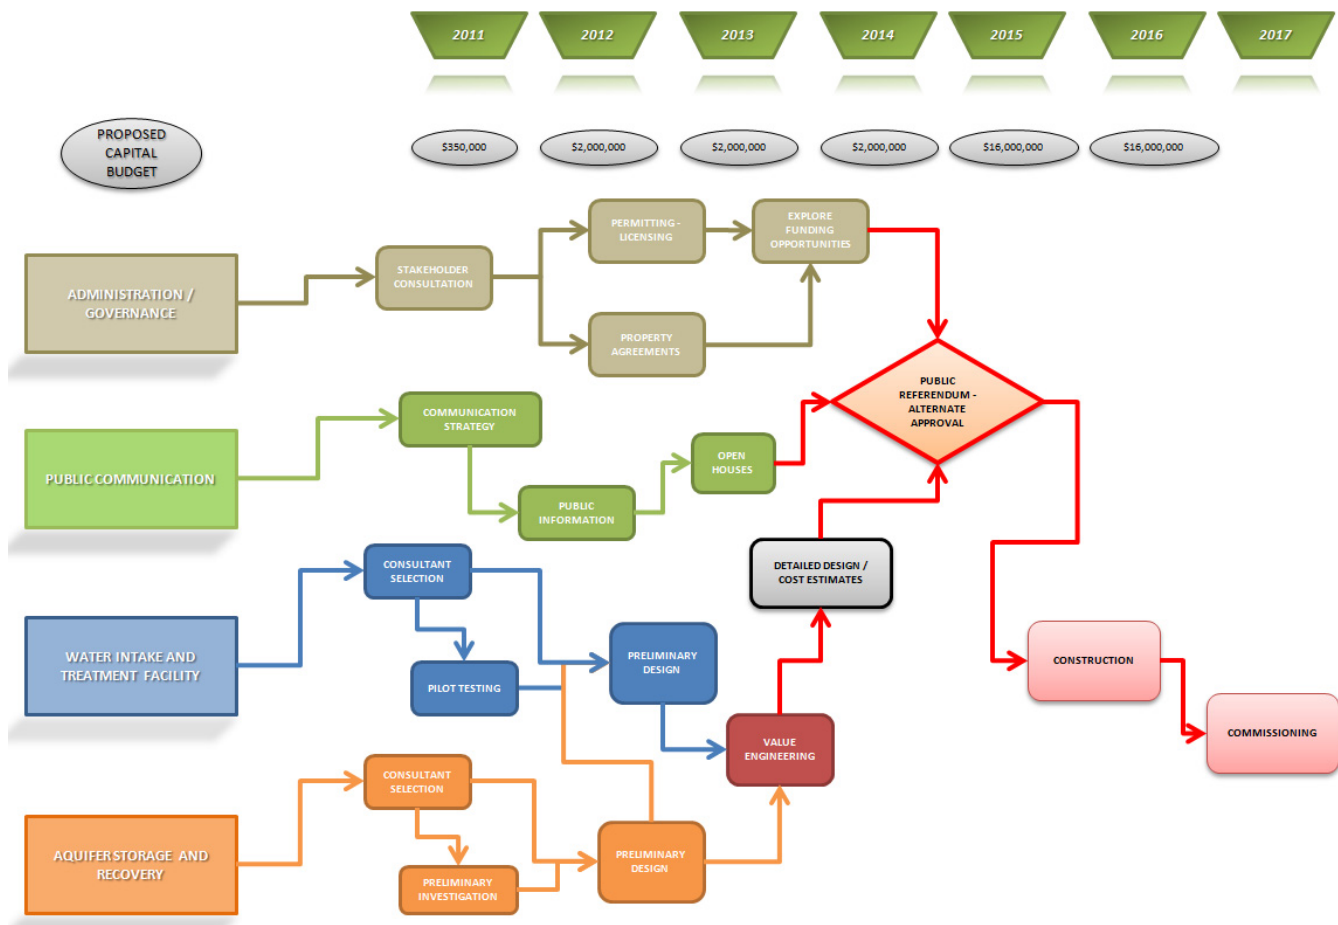 2011
2012
2013
2014
2015
2016
2017
PROPOSED
CAPITAL
BUDGET
$350,000
$2,000,000
$2,000,000
$2,000,000
$16,000,000
$16,000,000
ADMINISTRATION /
GOVERNANCE
STAKEHOLDER
CONSULTATION
PERMITTING -
LICENSING
EXPLORE
FUNDING
OPPORTUNITIES
PROPERTY
AGREEMENTS
PUBLIC
REFERENDUM -
ALTERNATE
APPROVAL
PUBLIC COMMUNICATION
COMMUNICATION
STRATEGY
PUBLIC
INFORMATION
OPEN
HOUSES
DETAILED DESIGN /
COST ESTIMATES
WATER INTAKE AND
TREATMENT FACILITY
CONSULTANT
SELECTION
PILOT TESTING
PRELIMINARY
DESIGN
VALUE
ENGINEERING
CONSTRUCTION
COMMISSIONING
AQUIFER STORAGE AND
RECOVERY
CONSULTANT
SELECTION
PRELIMINARY
INVESTIGATION
PRELIMINARY
DESIGN